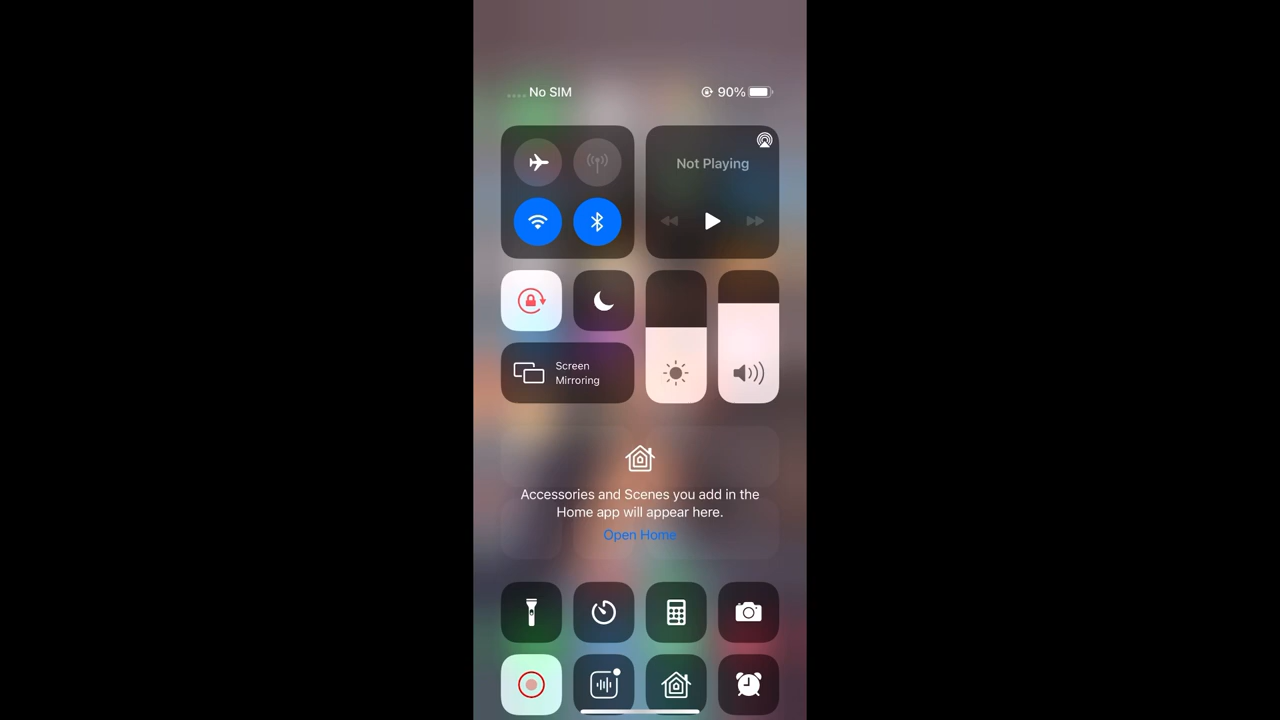 No SIM
90%
Not Playing
Screen
Mirroring
Accessories and Scenes you add in the
Home app will appear here.
Open Home